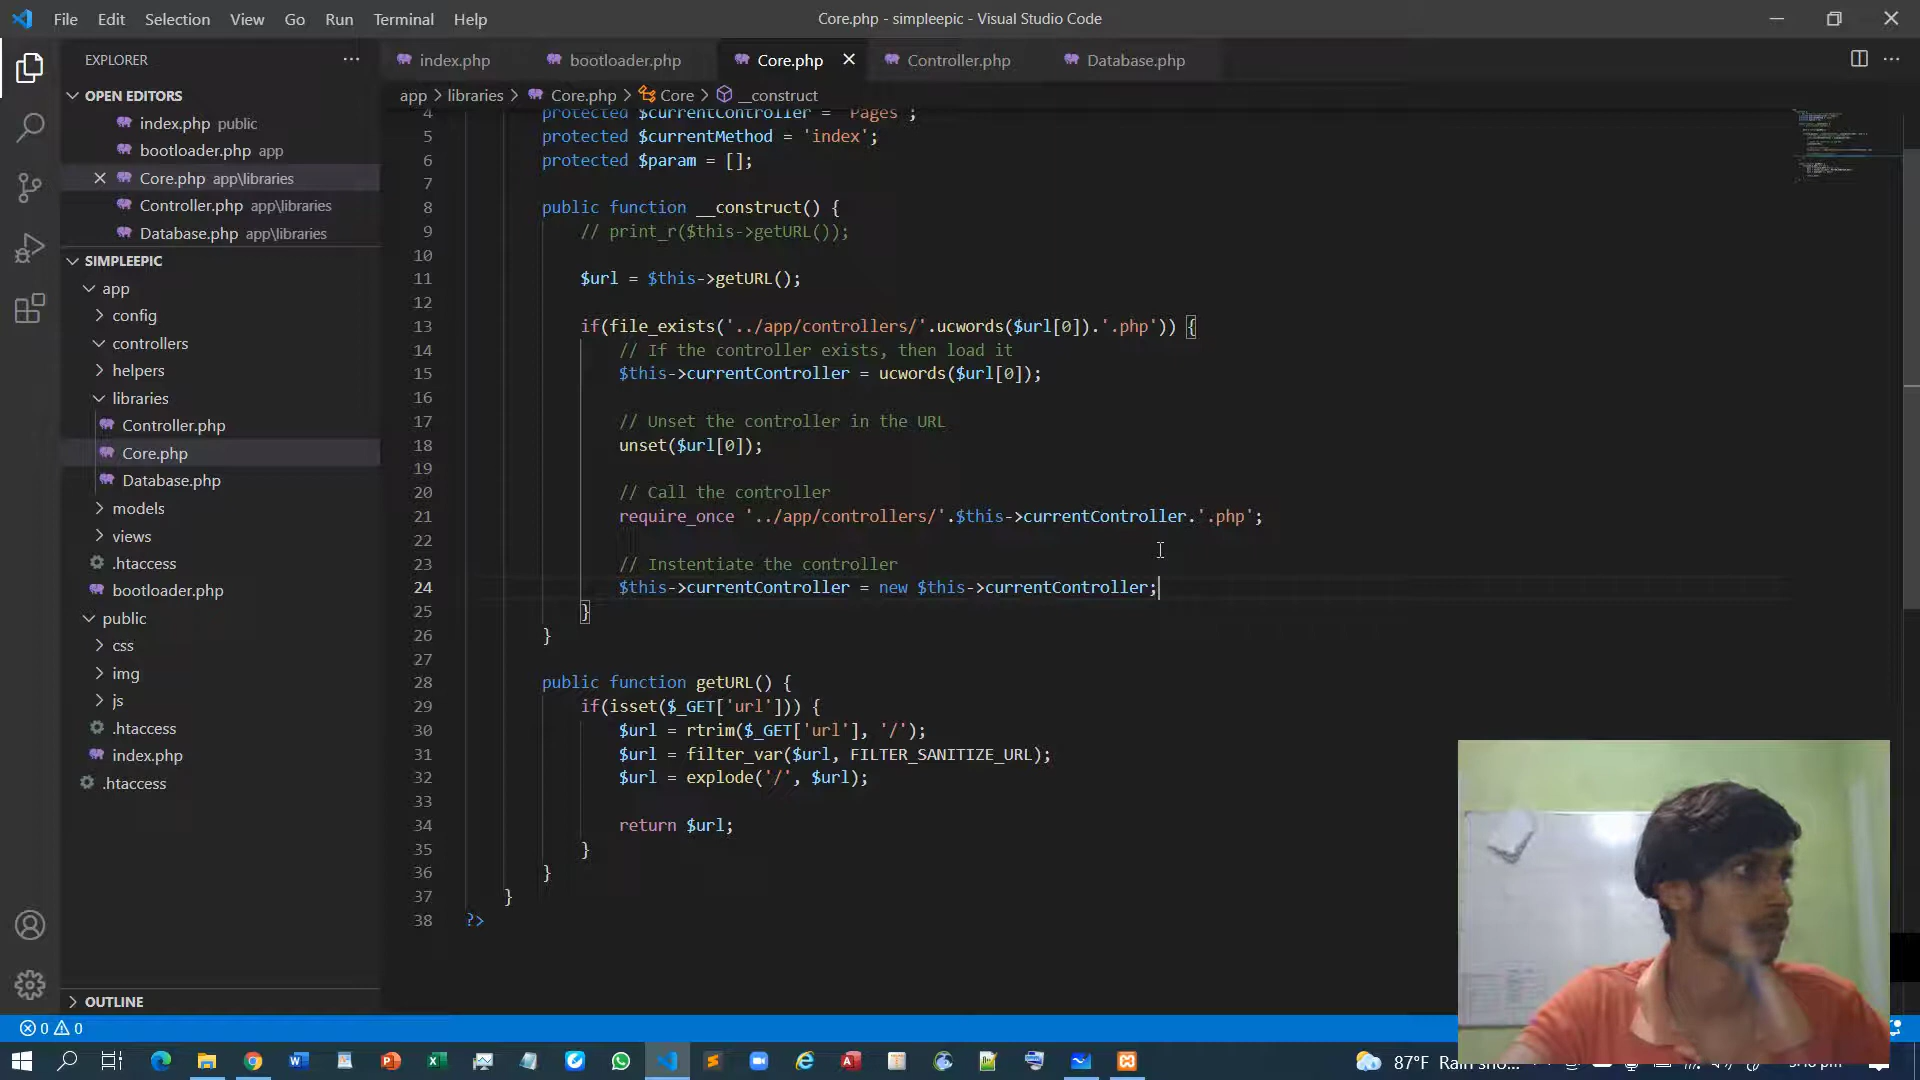 File Edit Selection View Go Run Terminal Help
Core.php - simpleepic - Visual Studio Code
EXPLORER
index.php
bootloader.php
Core.php
Controller.php
Database.php
OPEN EDITORS
index.php public
bootloader.php app
Core.php app\libraries
Controller.php app\libraries
Database.php app\libraries
SIMPLEEPIC
app
config
controllers
helpers
libraries
Controller.php
Core.php
Database.php
models
views
.htaccess
bootloader.php
public
css
img
js
.htaccess
index.php
.htaccess
OUTLINE
app > libraries > Core.php > Core > __construct
4 protected $currentController = 'Pages';
5 protected $currentMethod = 'index';
6 protected $param = [];
7
8 public function __construct() {
9 // print_r($this->getURL());
10
11 $url = $this->getURL();
12
13 if(file_exists('../app/controllers/'.ucwords($url[0]).'.php')) {
14 // If the controller exists, then load it
15 $this->currentController = ucwords($url[0]);
16
17 // Unset the controller in the URL
18 unset($url[0]);
19
20 // Call the controller
21 require_once '../app/controllers/'.$this->currentController.'.php';
22
23 // Instentiate the controller
24 $this->currentController = new $this->currentController;
25 }
26 }
27
28 public function getURL() {
29 if(isset($_GET['url'])) {
30 $url = rtrim($_GET['url'], '/');
31 $url = filter_var($url, FILTER_SANITIZE_URL);
32 $url = explode('/', $url);
33
34 return $url;
35 }
36 }
37 }
38 ?>
0 0
87°F Rain sho...